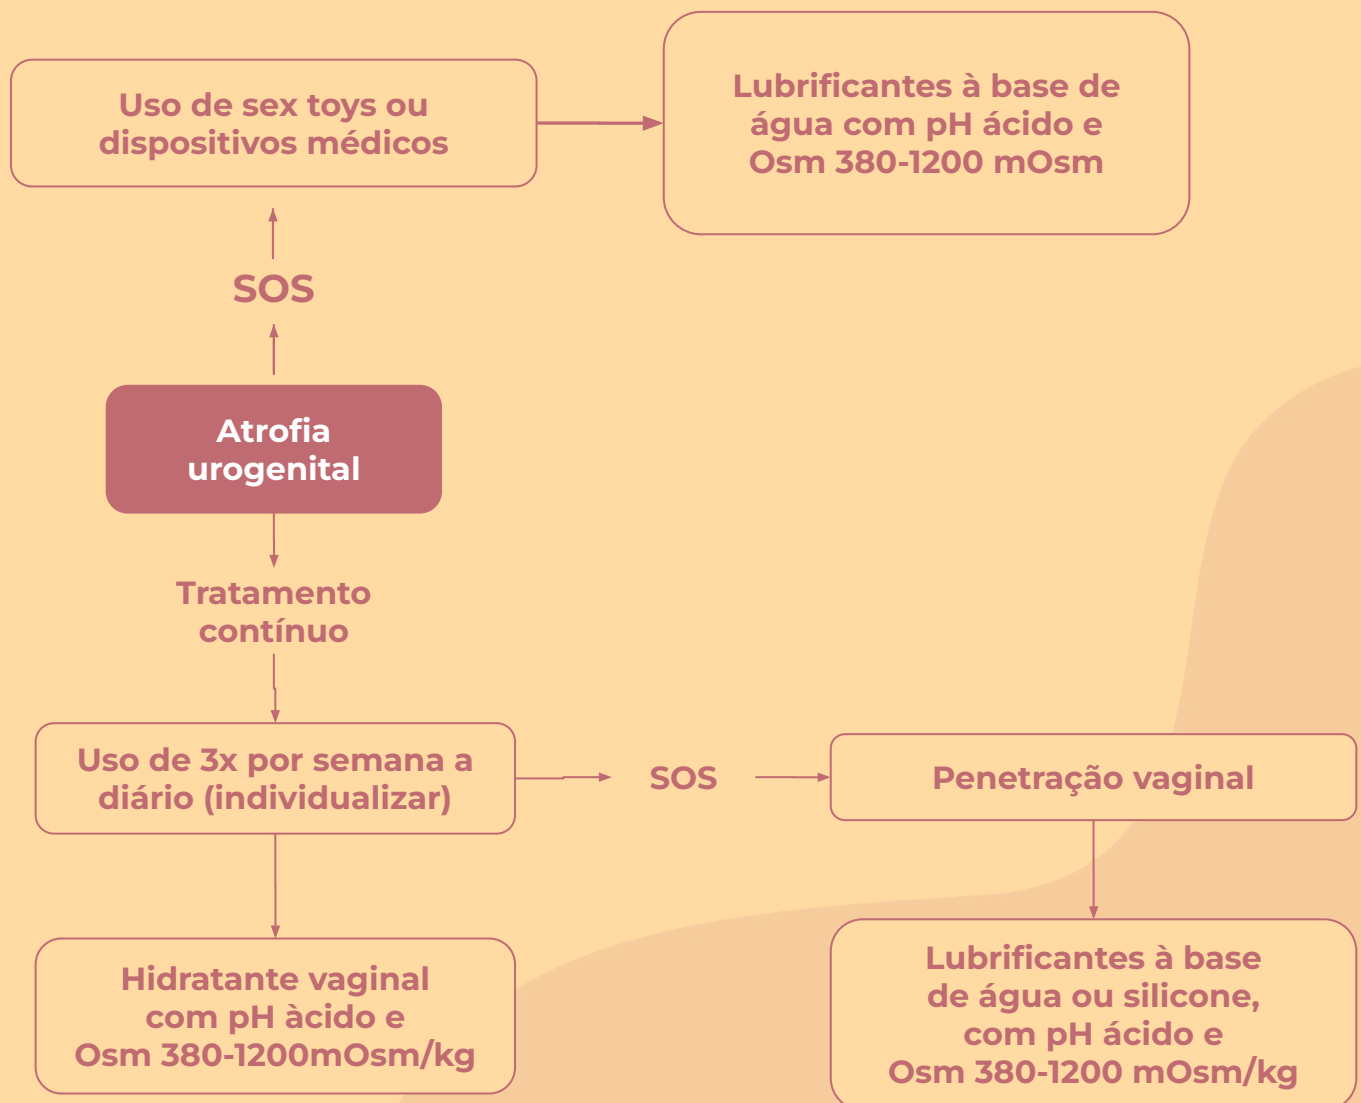 Uso de sex toys ou
dispositivos médicos
Lubrificantes à base de
água com pH ácido e
Osm 380-1200 mOsm
SOS
Atrofia
urogenital
Tratamento
contínuo
Uso de 3x por semana a
diário (individualizar)
SOS
Penetração vaginal
Hidratante vaginal
com pH àcido e
Osm 380-1200mOsm/kg
Lubrificantes à base
de água ou silicone,
com pH ácido e
Osm 380-1200 mOsm/kg